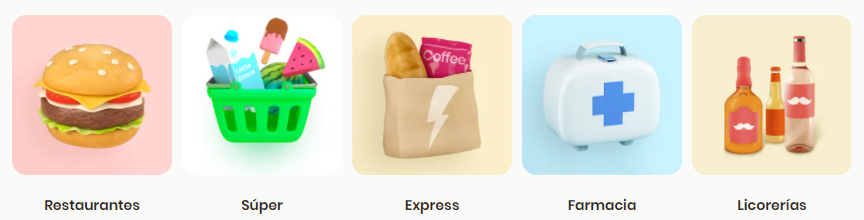 Coffee
Restaurantes
Súper
Express
Farmacia
Licorerías